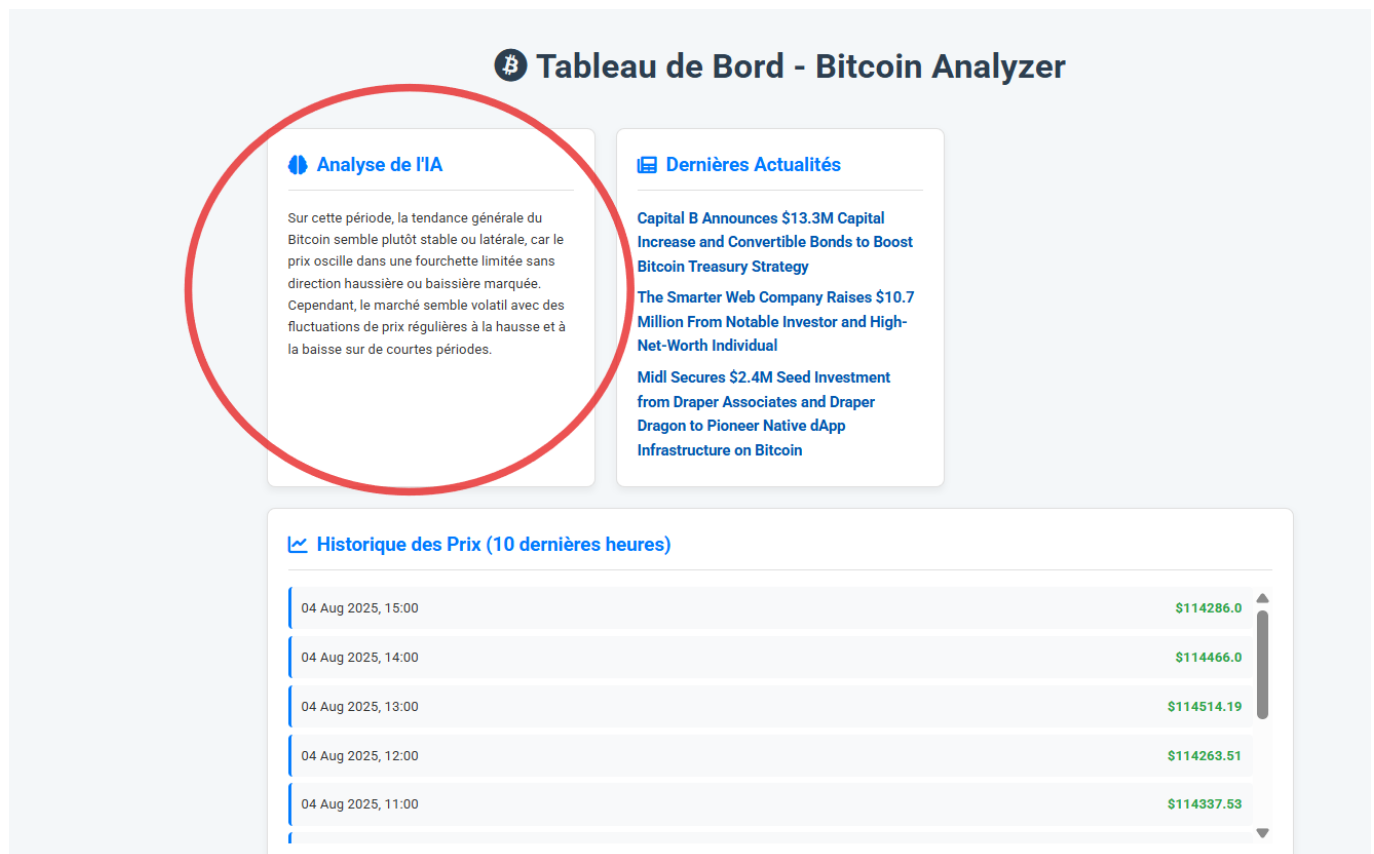 Tableau de Bord - Bitcoin Analyzer
Analyse de l'IA
Sur cette période, la tendance générale du
Bitcoin semble plutôt stable ou latérale, car le
prix oscille dans une fourchette limitée sans
direction haussière ou baissière marquée.
Cependant, le marché semble volatil avec des
fluctuations de prix régulières à la hausse et à
la baisse sur de courtes périodes.
Dernières Actualités
Capital B Announces $13.3M Capital
Increase and Convertible Bonds to Boost
Bitcoin Treasury Strategy
The Smarter Web Company Raises $10.7
Million From Notable Investor and High-
Net-Worth Individual
Midl Secures $2.4M Seed Investment
from Draper Associates and Draper
Dragon to Pioneer Native dApp
Infrastructure on Bitcoin
Historique des Prix (10 dernières heures)
04 Aug 2025, 15:00 $114286.0
04 Aug 2025, 14:00 $114466.0
04 Aug 2025, 13:00 $114514.19
04 Aug 2025, 12:00 $114263.51
04 Aug 2025, 11:00 $114337.53